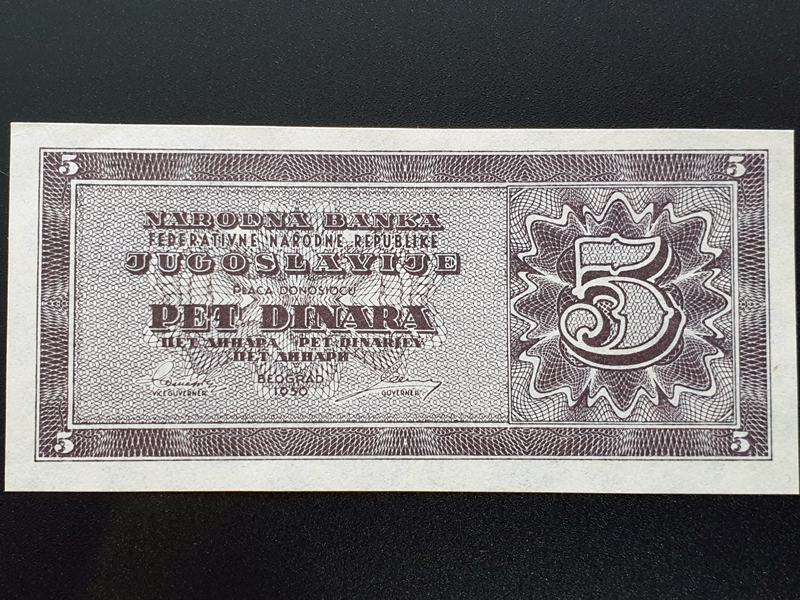 5 5
NARODNA BANKA
FEDERATIVNE NARODNE REPUBLIKE
JUGOSLAVIJE
PLAĆA DONOSIOCU
PET DINARA
ПЕТ ДИНАРА PET DINARJEV
ПЕТ ДИНАРИ
BEOGRAD
1950
VICEGUVERNER GUVERNER
5
5 5